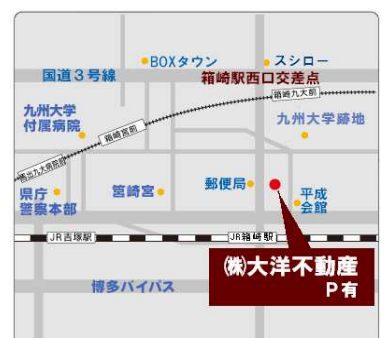 BOXタウン
スシロー
国道3号線
箱崎駅西口交差点
箱崎九大前
九州大学
付属病院
箱崎宮前
九州大学跡地
馬出九大病院前
県庁
警察本部
筥崎宮
郵便局
平成
会館
JR吉塚駅
JR箱崎駅
㈱大洋不動産
P有
博多バイパス